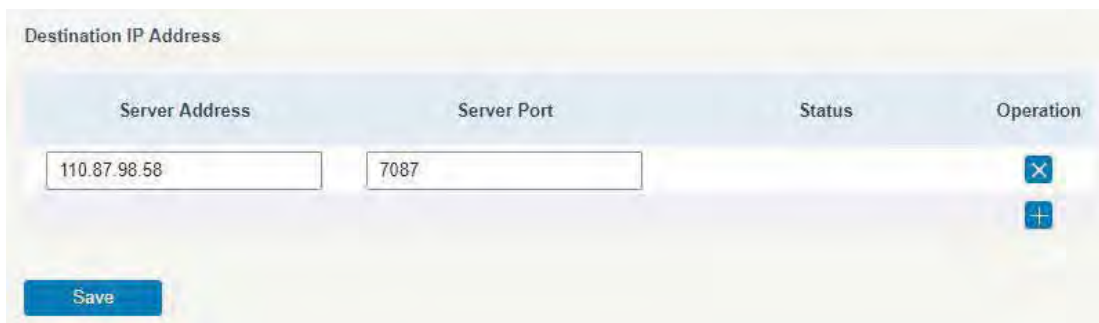 Destination IP Address
Server Address Server Port Status Operation
110.87.98.58 7087
Save